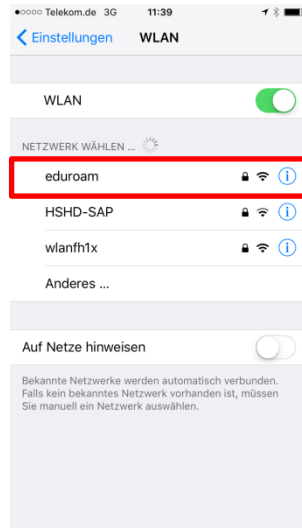 Telekom.de 3G 11:39
Einstellungen WLAN
WLAN
NETZWERK WÄHLEN ...
eduroam
HSHD-SAP
wlanfh1x
Anderes ...
Auf Netze hinweisen
Bekannte Netzwerke werden automatisch verbunden.
Falls kein bekanntes Netzwerk vorhanden ist, müssen
Sie manuell ein Netzwerk auswählen.